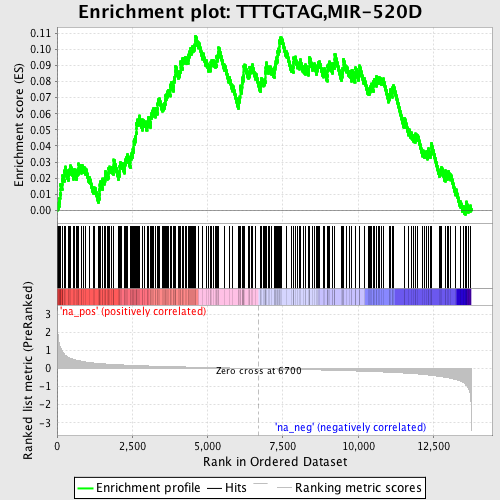 Enrichment plot: TTTGTAG,MIR-520D
Enrichment score (ES)
0.11
0.10
0.09
0.08
0.07
0.06
0.05
0.04
0.03
0.02
0.01
0.00
'na_pos' (positively correlated)
Ranked list metric (PreRanked)
3
2
1
0
-1
-2
-3
Zero cross at 6700
'na_neg' (negatively correlated)
0
2,500
5,000
7,500
10,000
12,500
Rank in Ordered Dataset
Enrichment profile
Hits
Ranking metric scores